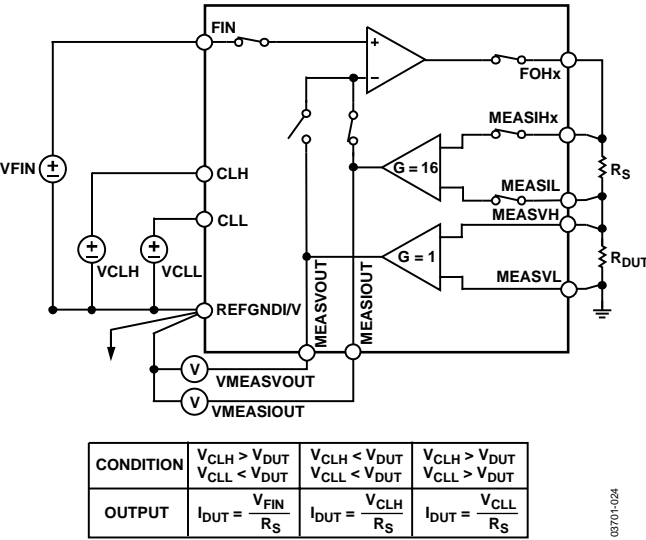 FIN
+
−
FOHx
MEASIHx
G = 16
VFIN
+
RS
CLH
MEASIL
MEASVH
CLL
+
+
G = 1
RDUT
VCLH
VCLL
MEASVL
REFGNDI/V
MEASVOUT
MEASIOUT
V
VMEASVOUT
V
VMEASIOUT
CONDITION
VCLH > VDUT
VCLL < VDUT
VCLH < VDUT
VCLL < VDUT
VCLH > VDUT
VCLL > VDUT
OUTPUT
IDUT = VFIN
RS
IDUT = VCLH
RS
IDUT = VCLL
RS
03701-024